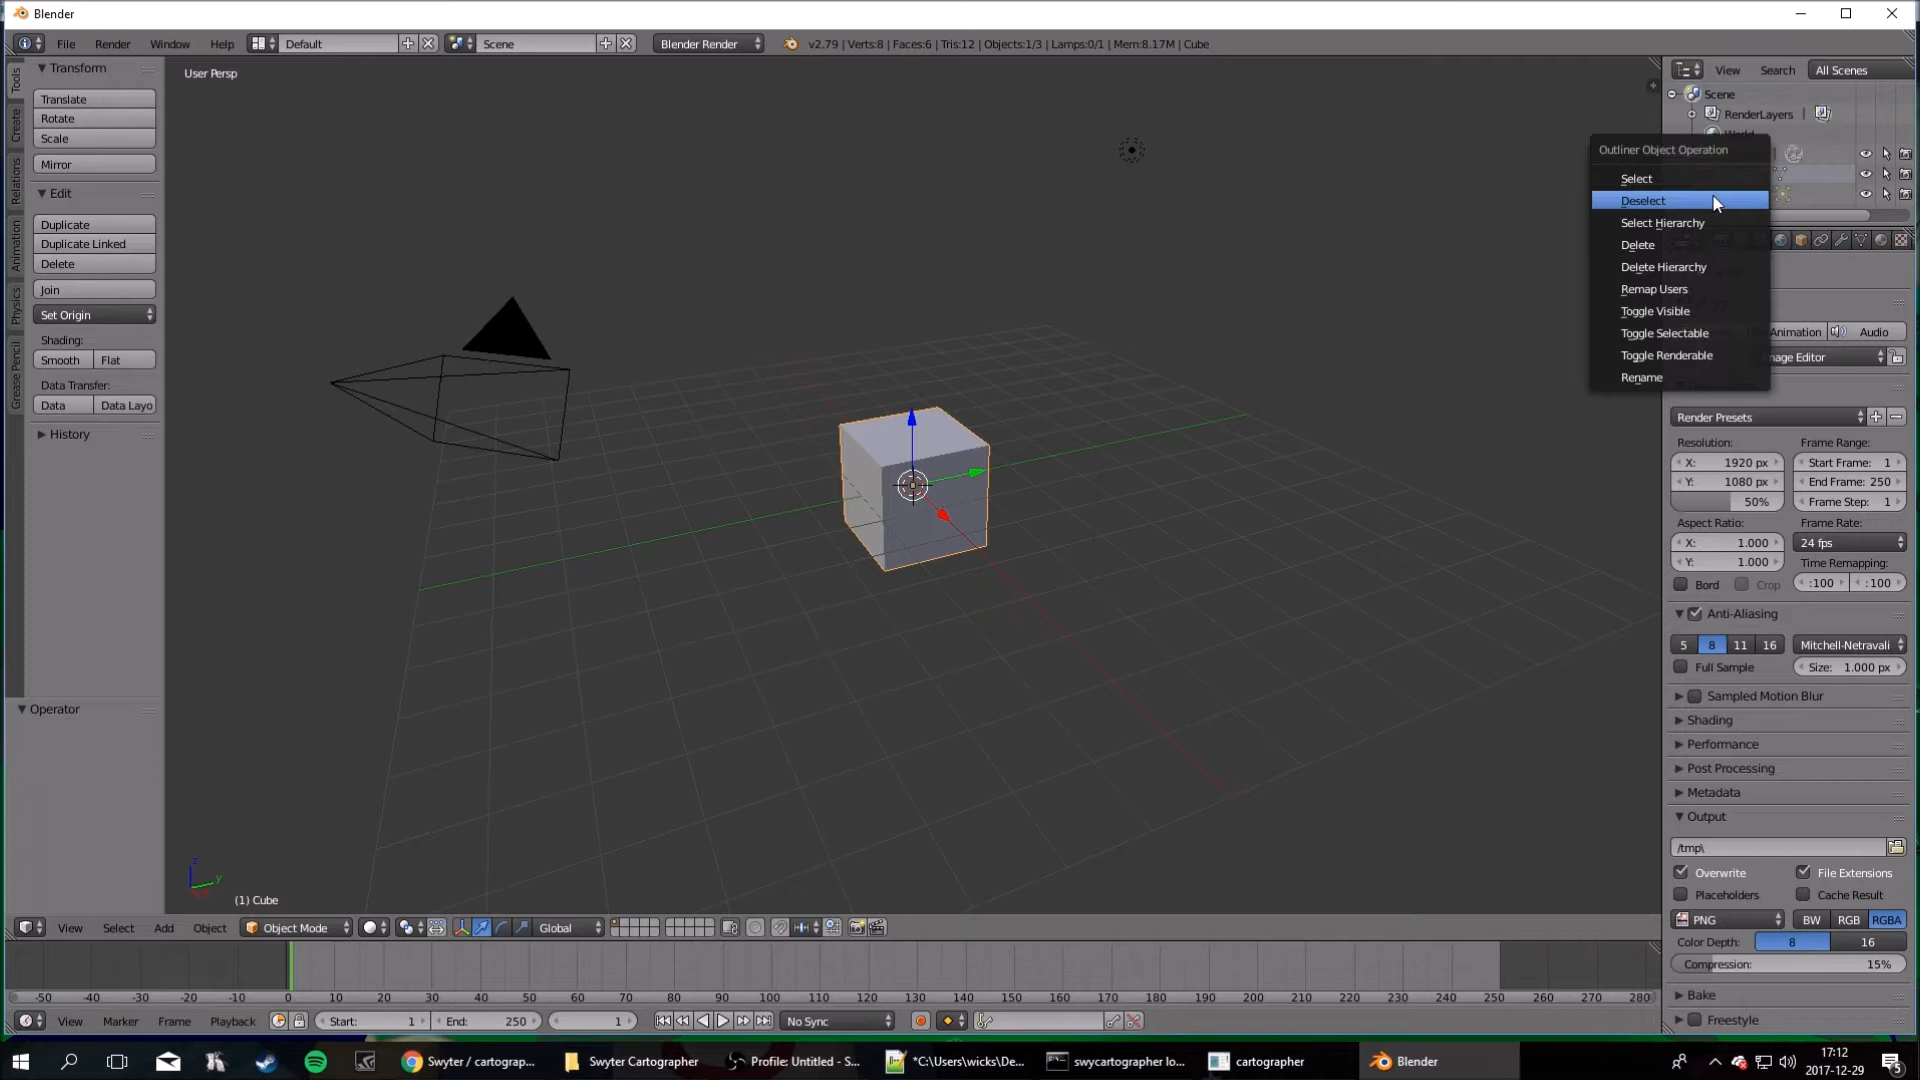 Blender
File Render Window Help Default Scene Blender Render v2.79 | Verts:8 | Faces:6 | Tris:12 | Objects:1/3 | Lamps:0/1 | Mem:8.17M | Cube
Tools
Create
Relations
Animation
Physics
Grease Pencil
Transform
Translate
Rotate
Scale
Mirror
Edit
Duplicate
Duplicate Linked
Delete
Join
Set Origin
Shading:
Smooth Flat
Data Transfer:
Data Data Layo
History
Operator
User Persp
z
y
(1) Cube
View Search All Scenes
Scene
RenderLayers |
World
Outliner Object Operation
Select
Deselect
Select Hierarchy
Delete
Delete Hierarchy
Remap Users
Toggle Visible
Toggle Selectable
Toggle Renderable
Rename
Animation Audio
mage Editor
Render Presets
Resolution: Frame Range:
X: 1920 px Start Frame: 1
Y: 1080 px End Frame: 250
50% Frame Step: 1
Aspect Ratio: Frame Rate:
X: 1.000 24 fps
Y: 1.000 Time Remapping:
Bord Crop :100 :100
Anti-Aliasing
5 8 11 16 Mitchell-Netravali
Full Sample Size: 1.000 px
Sampled Motion Blur
Shading
Performance
Post Processing
Metadata
Output
/tmp\
Overwrite File Extensions
Placeholders Cache Result
PNG BW RGB RGBA
Color Depth: 8 16
Compression: 15%
Bake
Freestyle
View Select Add Object Object Mode Global
-50 -40 -30 -20 -10 0 10 20 30 40 50 60 70 80 90 100 110 120 130 140 150 160 170 180 190 200 210 220 230 240 250 260 270 280
View Marker Frame Playback Start: 1 End: 250 1 No Sync
Swyter / cartograp... Swyter Cartographer Profile: Untitled - S... *C:\Users\wicks\De... swycartographer lo... cartographer Blender
17:12
2017-12-29
5